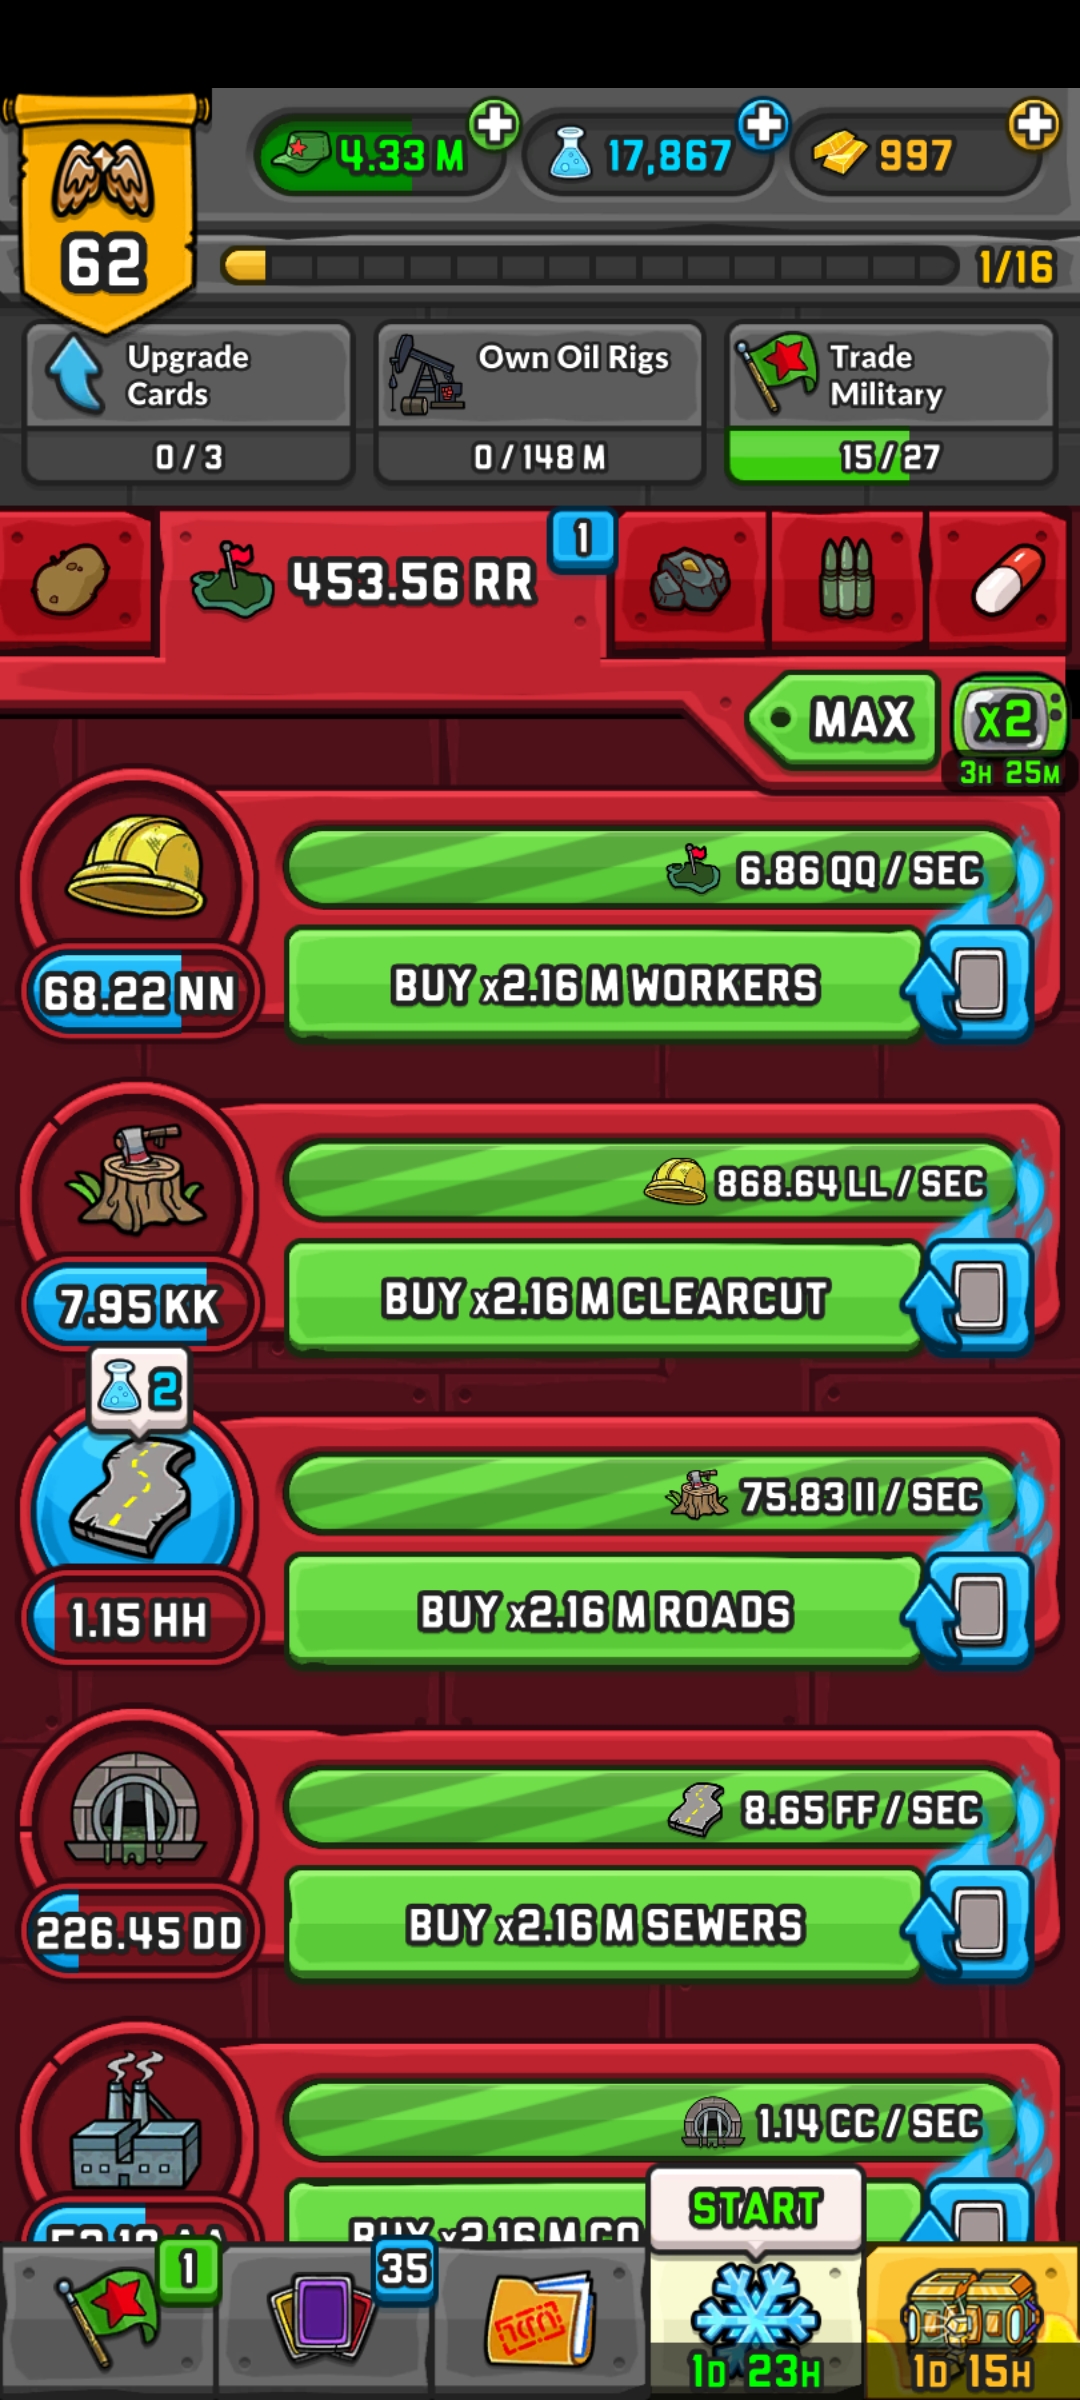 4.33 M
17,867
997
62
1/16
Upgrade
Cards
0/3
Own Oil Rigs
0/148 M
Trade
Military
15/27
453.56 RR
1
MAX
x2
3H 25M
6.86 QQ/SEC
68.22 NN
BUY x2.16 M WORKERS
868.64 LL/SEC
7.95 KK
BUY x2.16 M CLEARCUT
2
75.83 II/SEC
1.15 HH
BUY x2.16 M ROADS
8.65 FF/SEC
226.45 DD
BUY x2.16 M SEWERS
1.14 CC/SEC
BUY x2.16 M CO
START
1
35
1D 23H
1D 15H